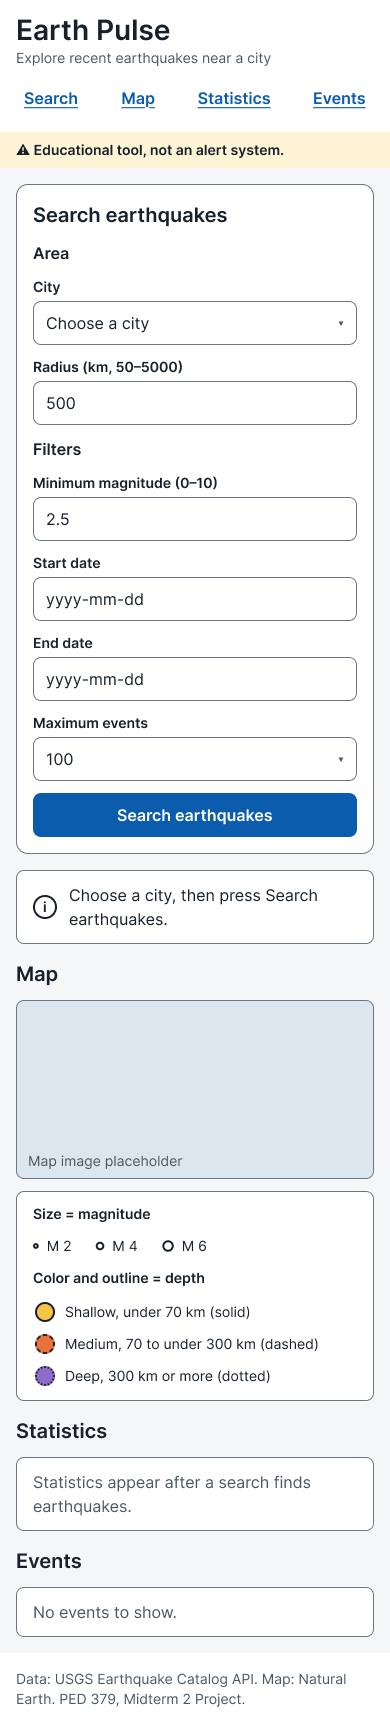 Earth Pulse
Explore recent earthquakes near a city
Search Map Statistics Events
⚠ Educational tool, not an alert system.
Search earthquakes
Area
City
Choose a city
Radius (km, 50–5000)
500
Filters
Minimum magnitude (0–10)
2.5
Start date
yyyy-mm-dd
End date
yyyy-mm-dd
Maximum events
100
Search earthquakes
Choose a city, then press Search
earthquakes.
Map
Map image placeholder
Size = magnitude
M 2 M 4 M 6
Color and outline = depth
Shallow, under 70 km (solid)
Medium, 70 to under 300 km (dashed)
Deep, 300 km or more (dotted)
Statistics
Statistics appear after a search finds
earthquakes.
Events
No events to show.
Data: USGS Earthquake Catalog API. Map: Natural
Earth. PED 379, Midterm 2 Project.